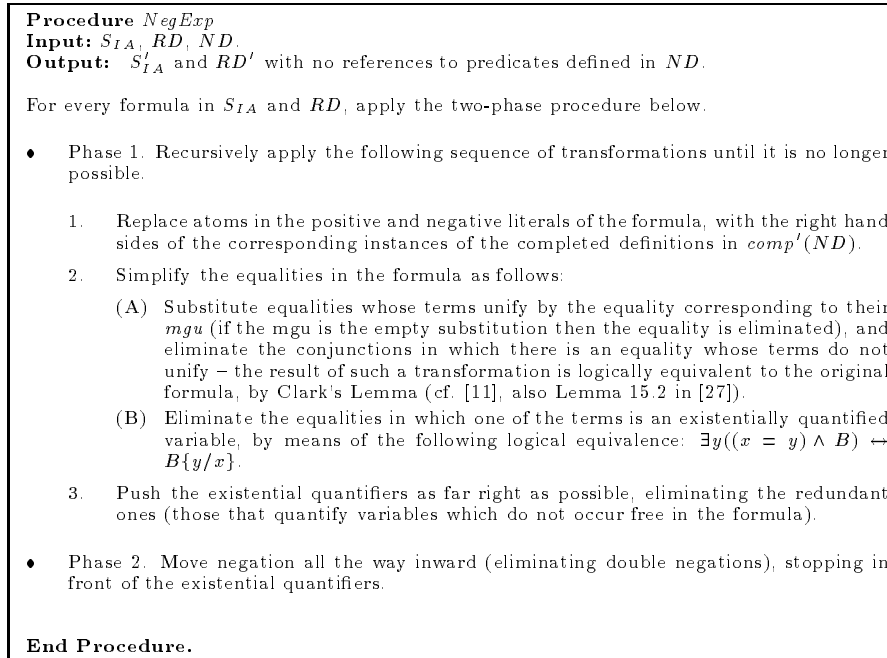 Procedure NegExp
Input: S_{IA}, RD, ND.
Output: S'_{IA} and RD' with no references to predicates defined in ND.
For every formula in S_{IA} and RD, apply the two-phase procedure below.
• Phase 1. Recursively apply the following sequence of transformations until it is no longer
possible.
1. Replace atoms in the positive and negative literals of the formula, with the right hand
sides of the corresponding instances of the completed definitions in comp'(ND).
2. Simplify the equalities in the formula as follows:
(A) Substitute equalities whose terms unify by the equality corresponding to their
mgu (if the mgu is the empty substitution then the equality is eliminated), and
eliminate the conjunctions in which there is an equality whose terms do not
unify – the result of such a transformation is logically equivalent to the original
formula, by Clark's Lemma (cf. [11], also Lemma 15.2 in [27]).
(B) Eliminate the equalities in which one of the terms is an existentially quantified
variable, by means of the following logical equivalence: ∃y((x = y) ∧ B) ↔
B{y/x}.
3. Push the existential quantifiers as far right as possible, eliminating the redundant
ones (those that quantify variables which do not occur free in the formula).
• Phase 2. Move negation all the way inward (eliminating double negations), stopping in
front of the existential quantifiers.
End Procedure.